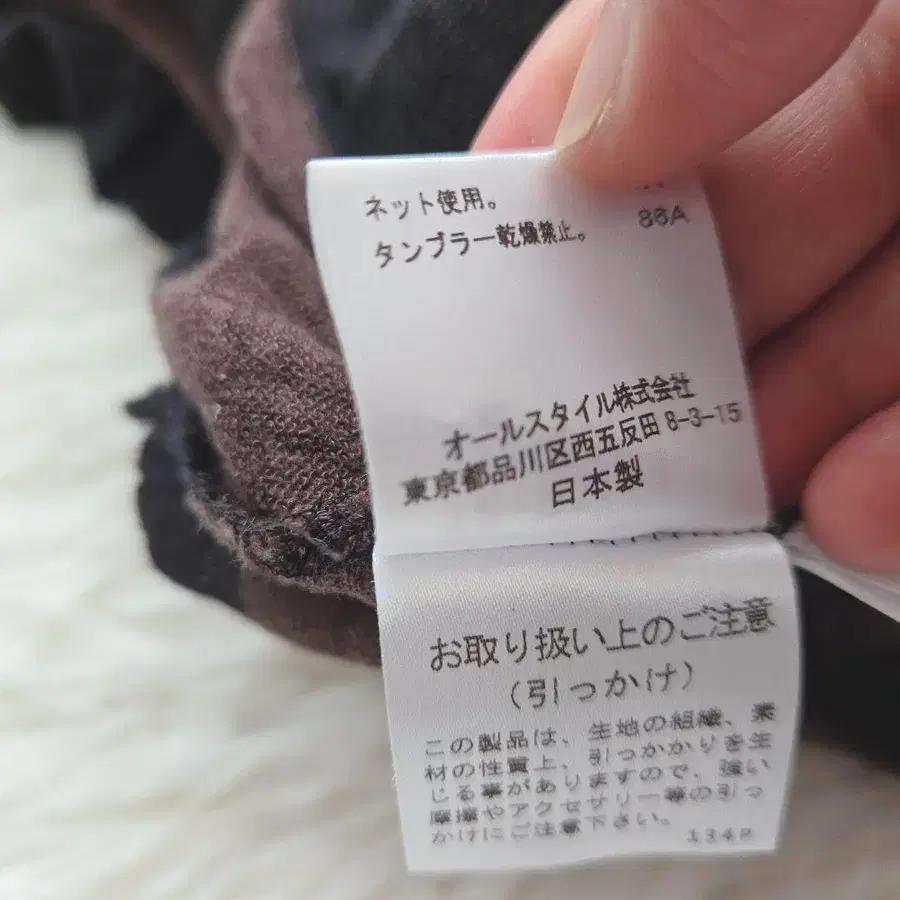 ネット使用。
タンブラー乾燥禁止。
86A
オールスタイル株式会社
東京都品川区西五反田 8-3-15
日本製
お取り扱い上のご注意
（引っかけ）
この製品は、生地の組織、素
材の性質上、引っかかりを生
じる事がありますので、強い
摩擦やアクセサリー等の引っ
かけにご注意下さい。